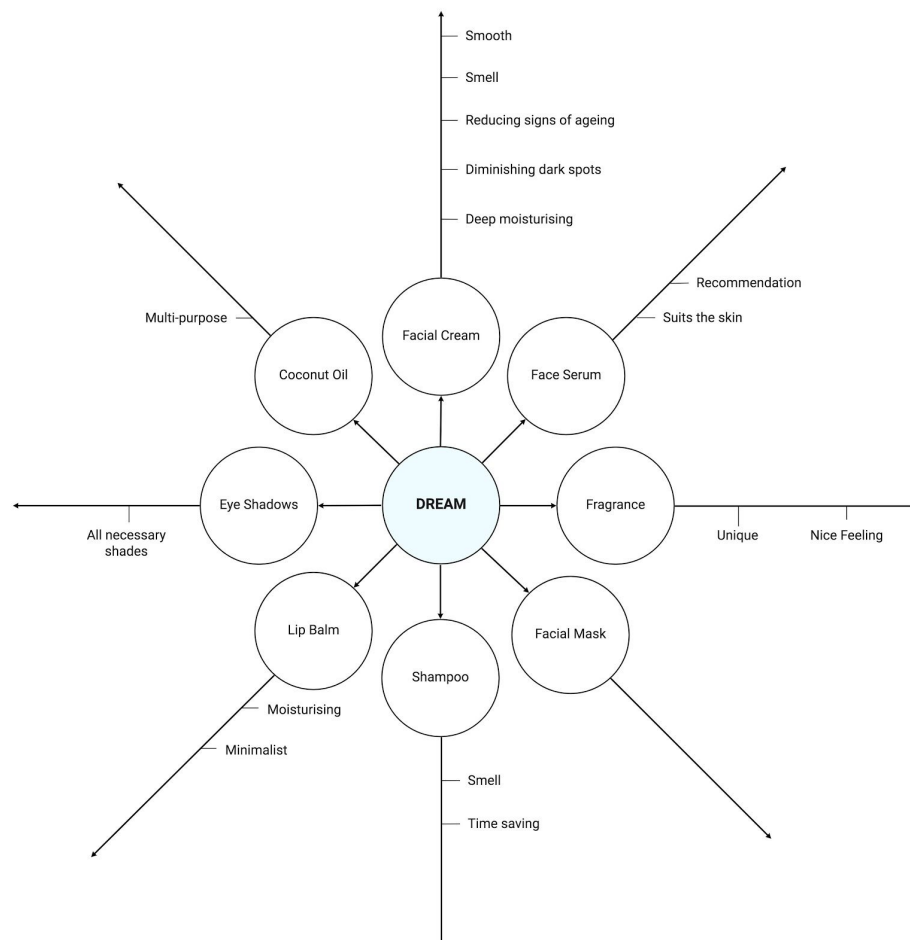 Smooth
Smell
Reducing signs of ageing
Diminishing dark spots
Deep moisturising
Recommendation
Suits the skin
Multi-purpose
Facial Cream
Coconut Oil
Face Serum
Eye Shadows
DREAM
Fragrance
All necessary
shades
Unique
Nice Feeling
Lip Balm
Facial Mask
Shampoo
Moisturising
Minimalist
Smell
Time saving